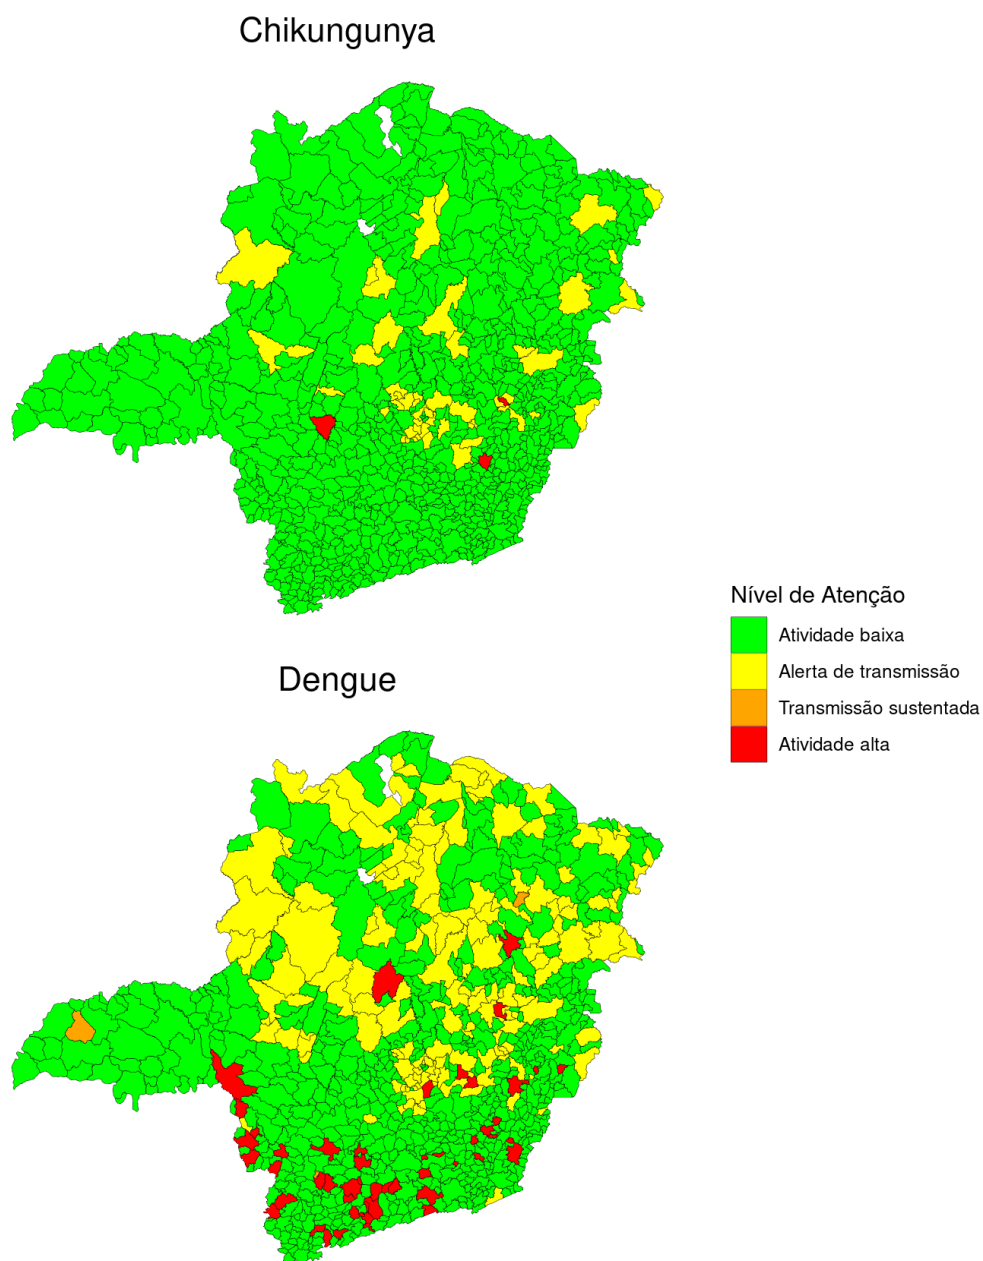 Chikungunya
Nível de Atenção
Atividade baixa
Alerta de transmissão
Transmissão sustentada
Atividade alta
Dengue